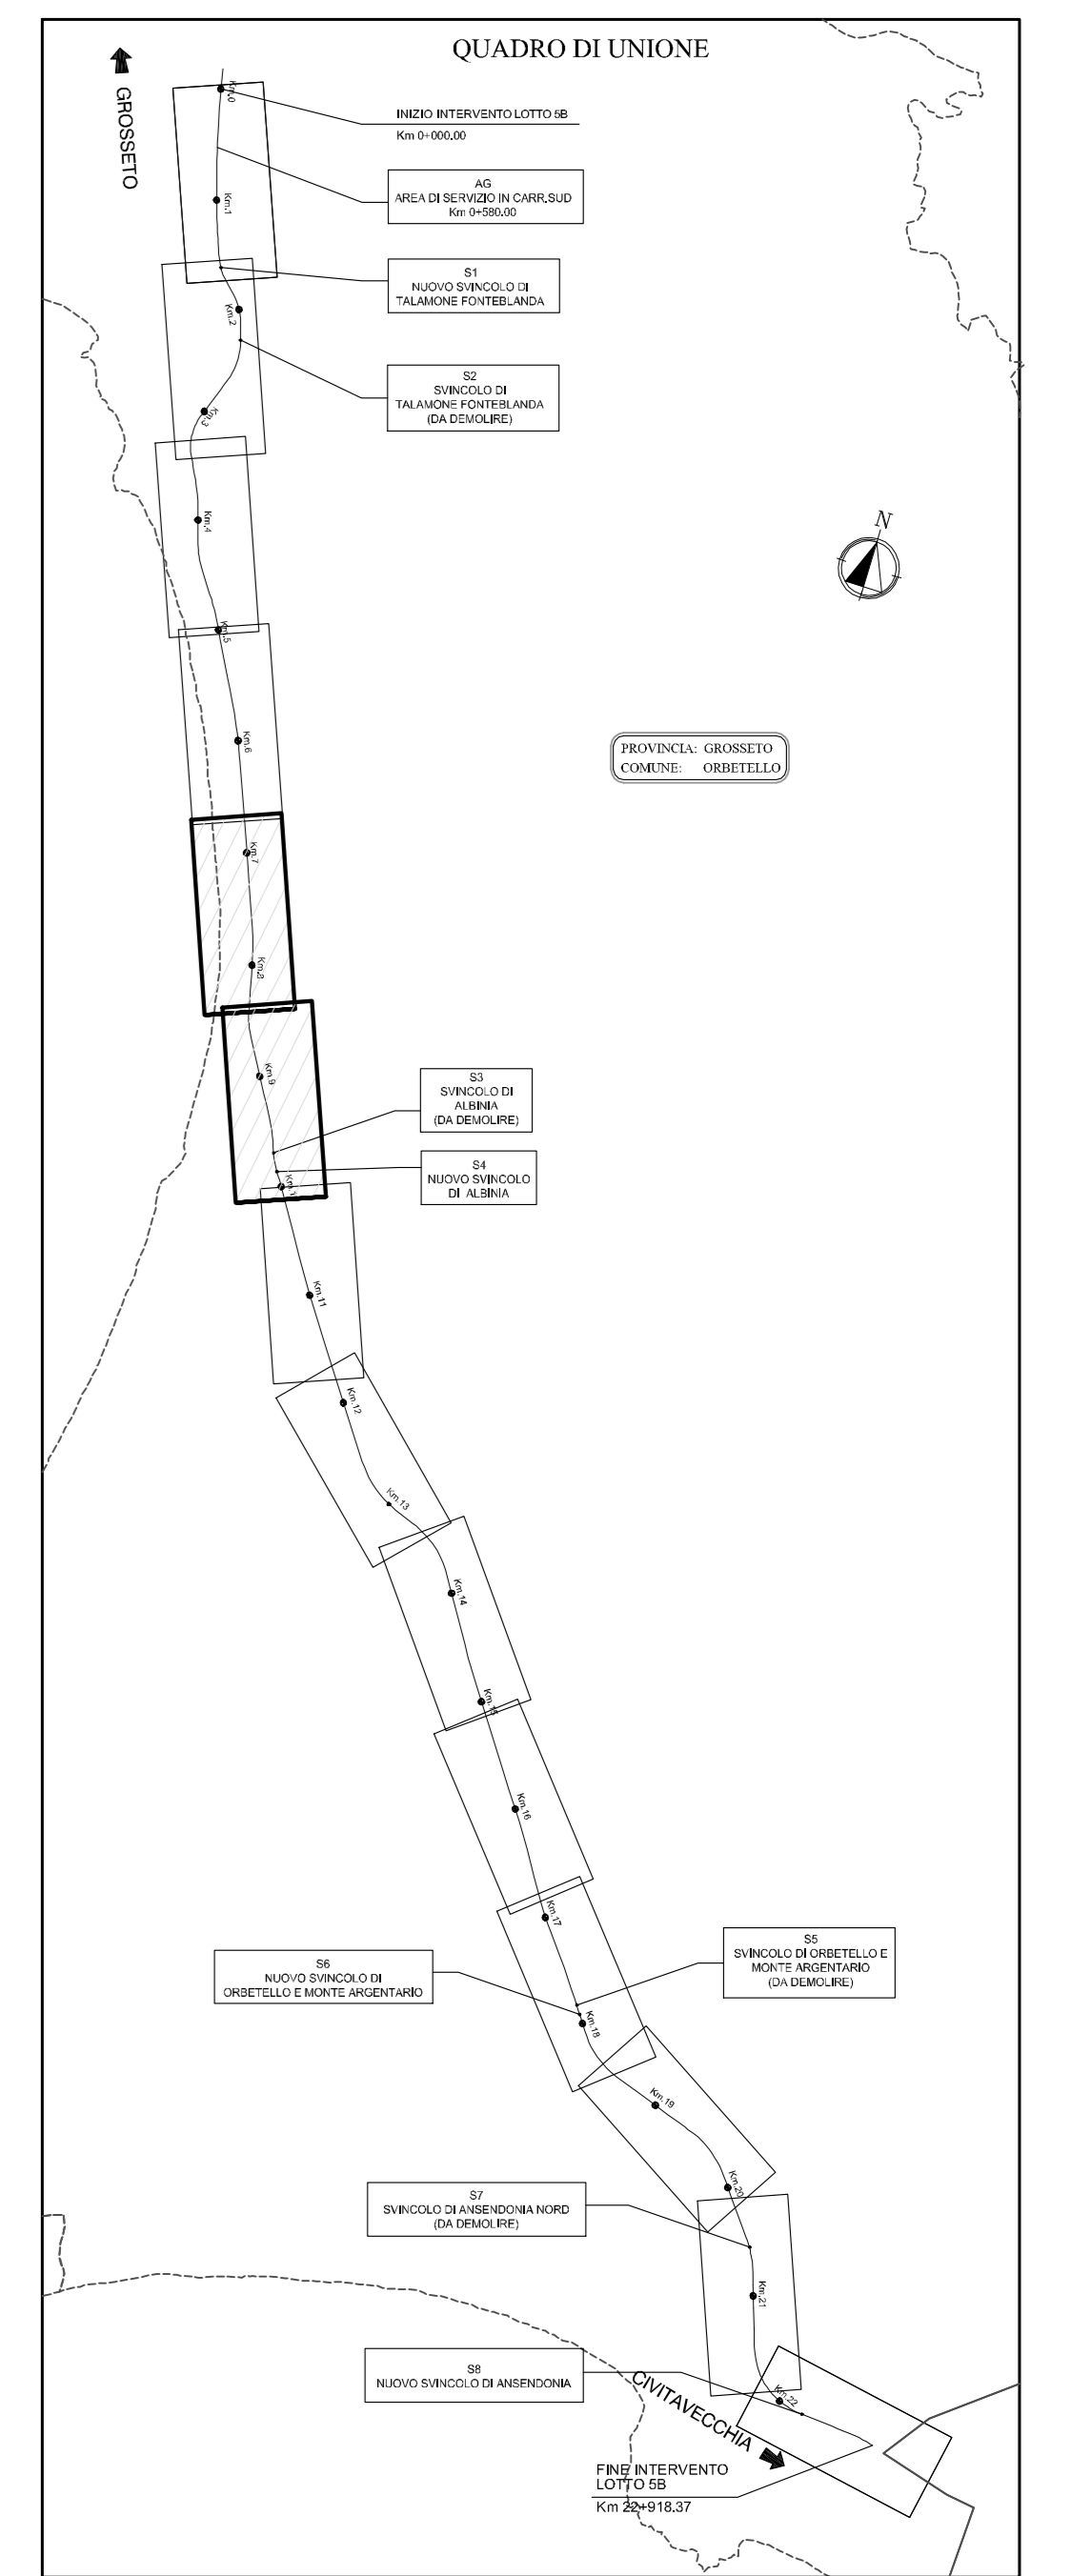 QUADRO DI UNIONE
GROSSETO
Km.0
INIZIO INTERVENTO LOTTO 5B
Km 0+000.00
AG
AREA DI SERVIZIO IN CARR.SUD
Km 0+580.00
Km.1
S1
NUOVO SVINCOLO DI
TALAMONE FONTEBLANDA
Km.2
S2
SVINCOLO DI
TALAMONE FONTEBLANDA
(DA DEMOLIRE)
Km.3
Km.4
N
Km.5
Km.6
PROVINCIA: GROSSETO
COMUNE: ORBETELLO
Km.7
Km.8
Km.9
S3
SVINCOLO DI
ALBINIA
(DA DEMOLIRE)
S4
NUOVO SVINCOLO
DI ALBINIA
Km.11
Km.12
Km.13
Km.14
Km.15
Km.16
Km.17
S5
SVINCOLO DI ORBETELLO E
MONTE ARGENTARIO
(DA DEMOLIRE)
S6
NUOVO SVINCOLO DI
ORBETELLO E MONTE ARGENTARIO
Km.18
Km.19
Km.20
S7
SVINCOLO DI ANSENDONIA NORD
(DA DEMOLIRE)
Km.21
S8
NUOVO SVINCOLO DI ANSENDONIA
Km.22
CIVITAVECCHIA
FINE INTERVENTO
LOTTO 5B
Km 22+918.37